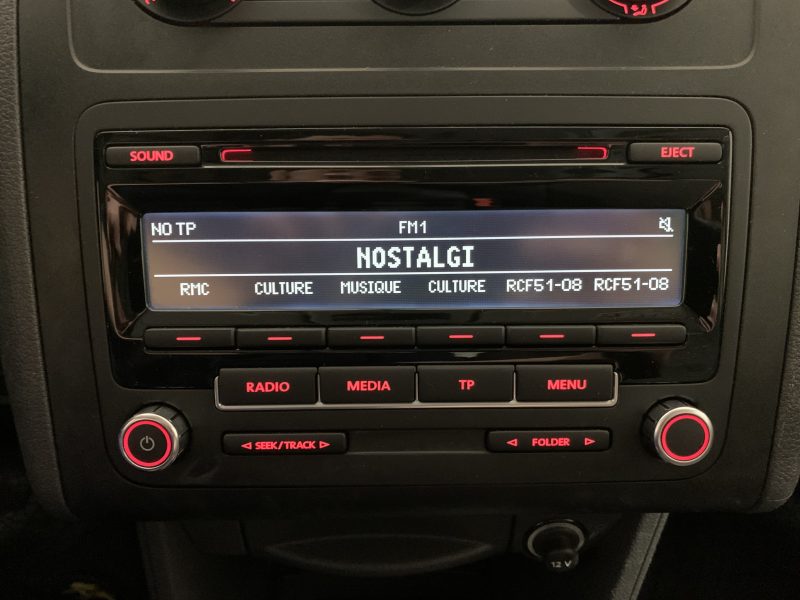 SOUND EJECT
NO TP FM1
NOSTALGI
RMC CULTURE MUSIQUE CULTURE RCF51-08 RCF51-08
RADIO MEDIA TP MENU
SEEK/TRACK FOLDER
12 V